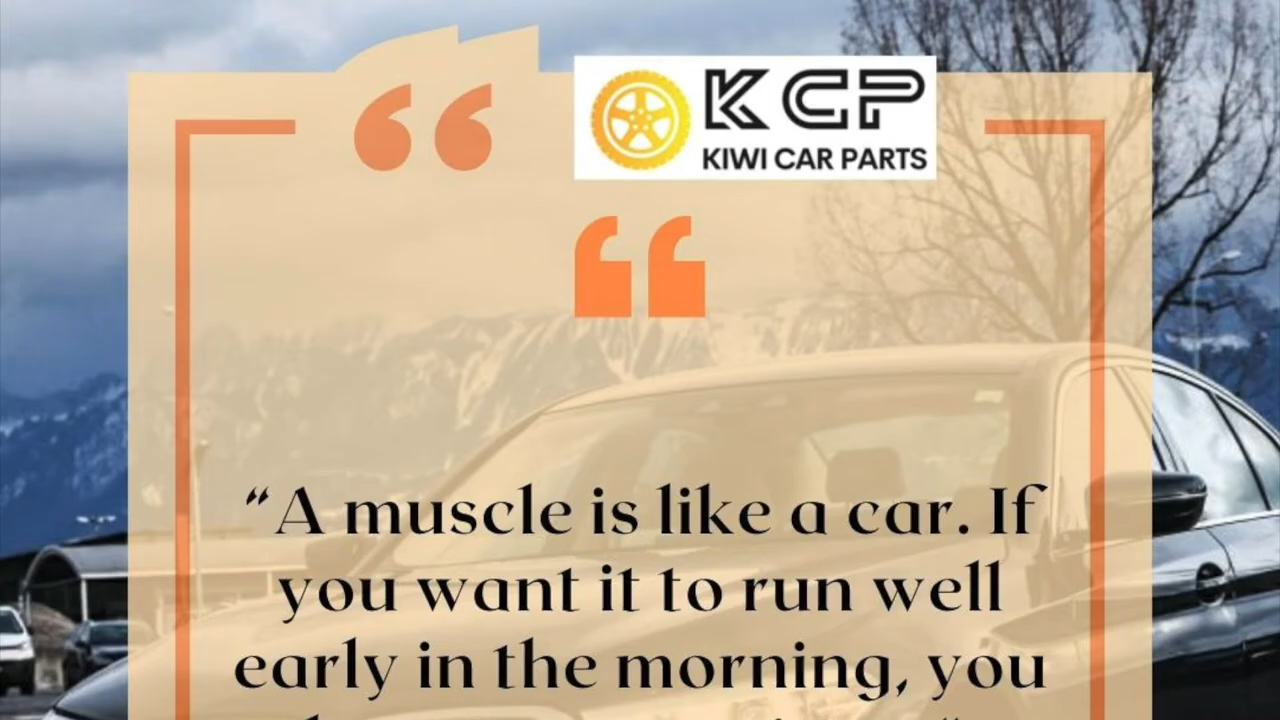 KCP
KIWI CAR PARTS
“A muscle is like a car. If
you want it to run well
early in the morning, you